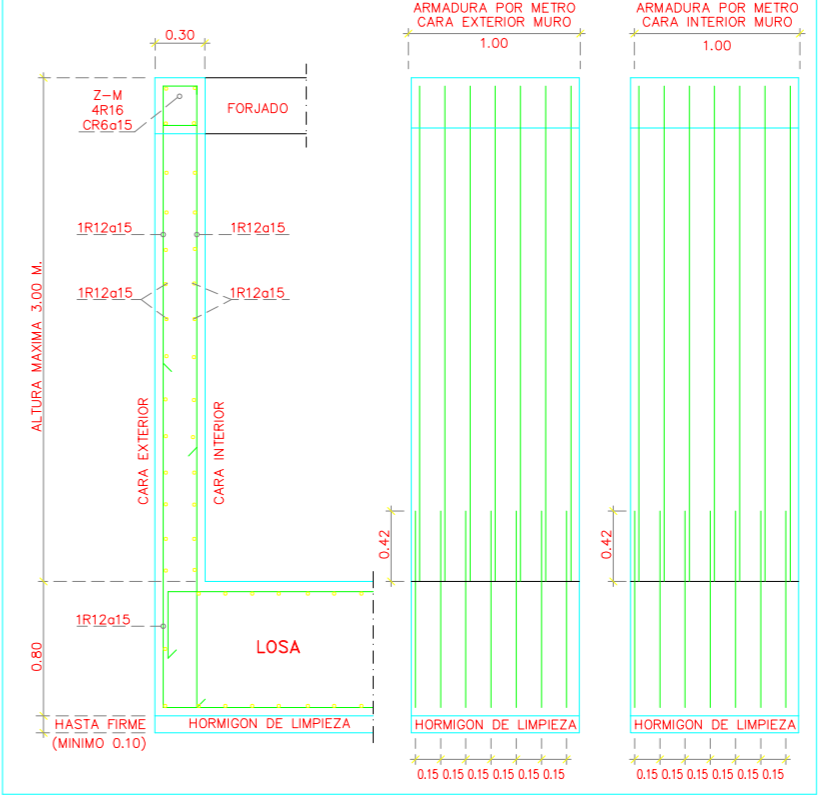 ARMADURA POR METRO
CARA EXTERIOR MURO
1.00
ARMADURA POR METRO
CARA INTERIOR MURO
1.00
0.30
Z-M
4R16
CR6a15
FORJADO
1R12a15
1R12a15
1R12a15
1R12a15
ALTURA MAXIMA 3.00 M.
CARA EXTERIOR
CARA INTERIOR
0.42
0.42
1R12a15
0.80
LOSA
HASTA FIRME
(MINIMO 0.10)
HORMIGON DE LIMPIEZA
HORMIGON DE LIMPIEZA
HORMIGON DE LIMPIEZA
0.15 0.15 0.15 0.15 0.15 0.15
0.15 0.15 0.15 0.15 0.15 0.15